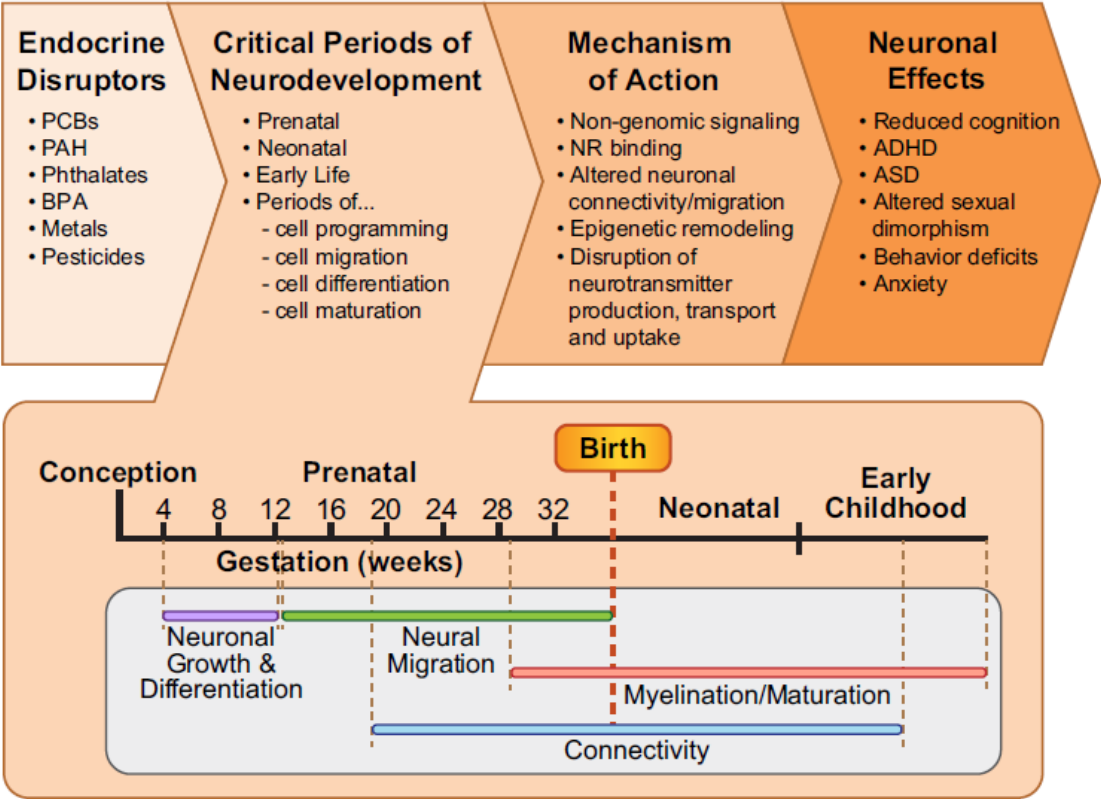 Endocrine
Disruptors
• PCBs
• PAH
• Phthalates
• BPA
• Metals
• Pesticides
Critical Periods of
Neurodevelopment
• Prenatal
• Neonatal
• Early Life
• Periods of...
- cell programming
- cell migration
- cell differentiation
- cell maturation
Mechanism
of Action
• Non-genomic signaling
• NR binding
• Altered neuronal
connectivity/migration
• Epigenetic remodeling
• Disruption of
neurotransmitter
production, transport
and uptake
Neuronal
Effects
• Reduced cognition
• ADHD
• ASD
• Altered sexual
dimorphism
• Behavior deficits
• Anxiety
Birth
Conception
Prenatal
4 8 12 16 20 24 28 32
Gestation (weeks)
Neonatal
Early
Childhood
Neuronal
Growth &
Differentiation
Neural
Migration
Myelination/Maturation
Connectivity